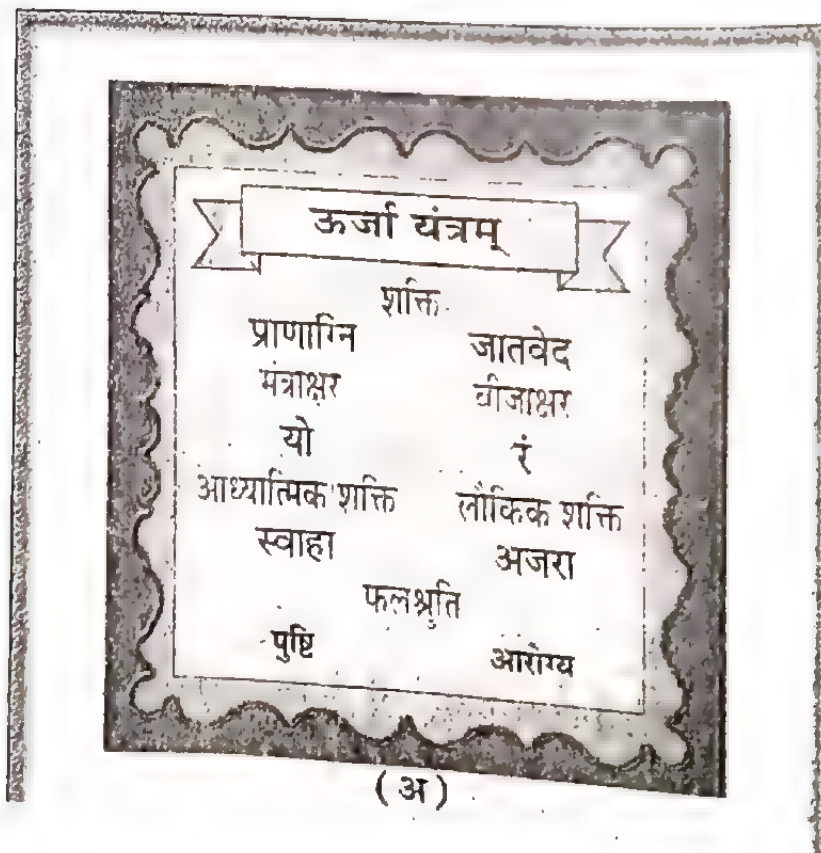 ऊर्जा यंत्रम्
शक्ति
प्राणाग्नि जातवेद
मंत्राक्षर बीजाक्षर
यो रं
आध्यात्मिक शक्ति लौकिक शक्ति
स्वाहा अजरा
फलश्रुति
पुष्टि आरोग्य
(अ)